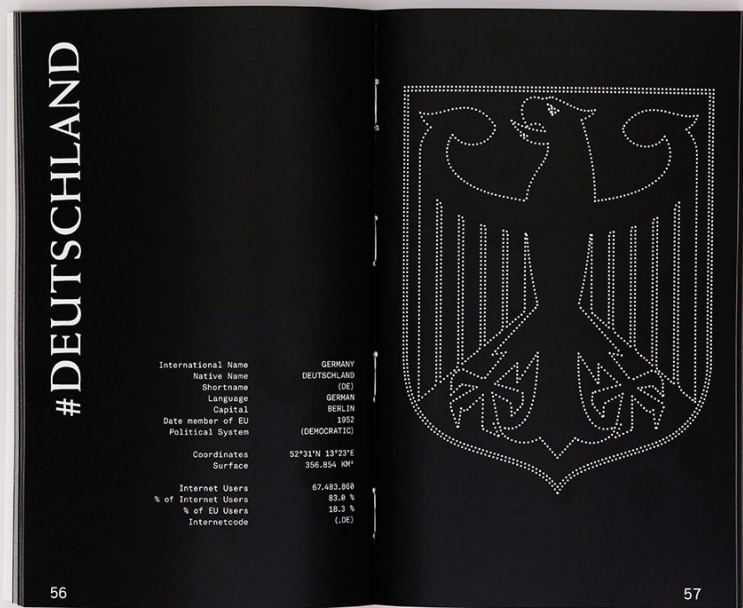 #DEUTSCHLAND
International Name GERMANY
Native Name DEUTSCHLAND
Shortname (DE)
Language GERMAN
Capital BERLIN
Date member of EU 1952
Political System (DEMOCRATIC)
Coordinates 52°31'N 13°23'E
Surface 356.854 KM²
Internet Users 67.483.860
% of Internet Users 83.0 %
% of EU Users 18.3 %
Internetcode (.DE)
56
57